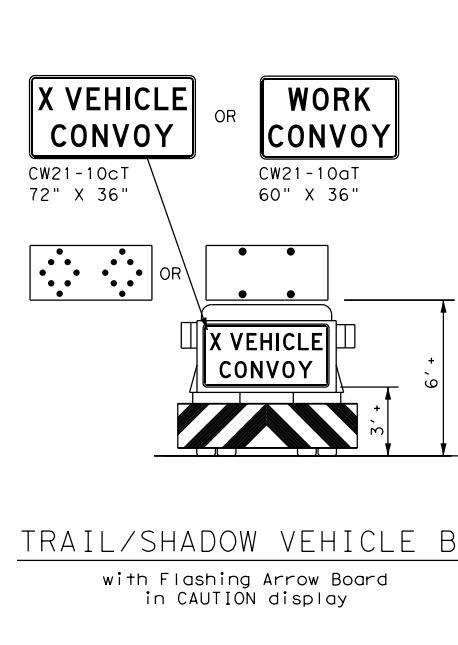 X VEHICLE
CONVOY
OR
WORK
CONVOY
CW21-10cT
72" X 36"
CW21-10aT
60" X 36"
OR
X VEHICLE
CONVOY
6' +
3' +
TRAIL/SHADOW VEHICLE B
with Flashing Arrow Board
in CAUTION display